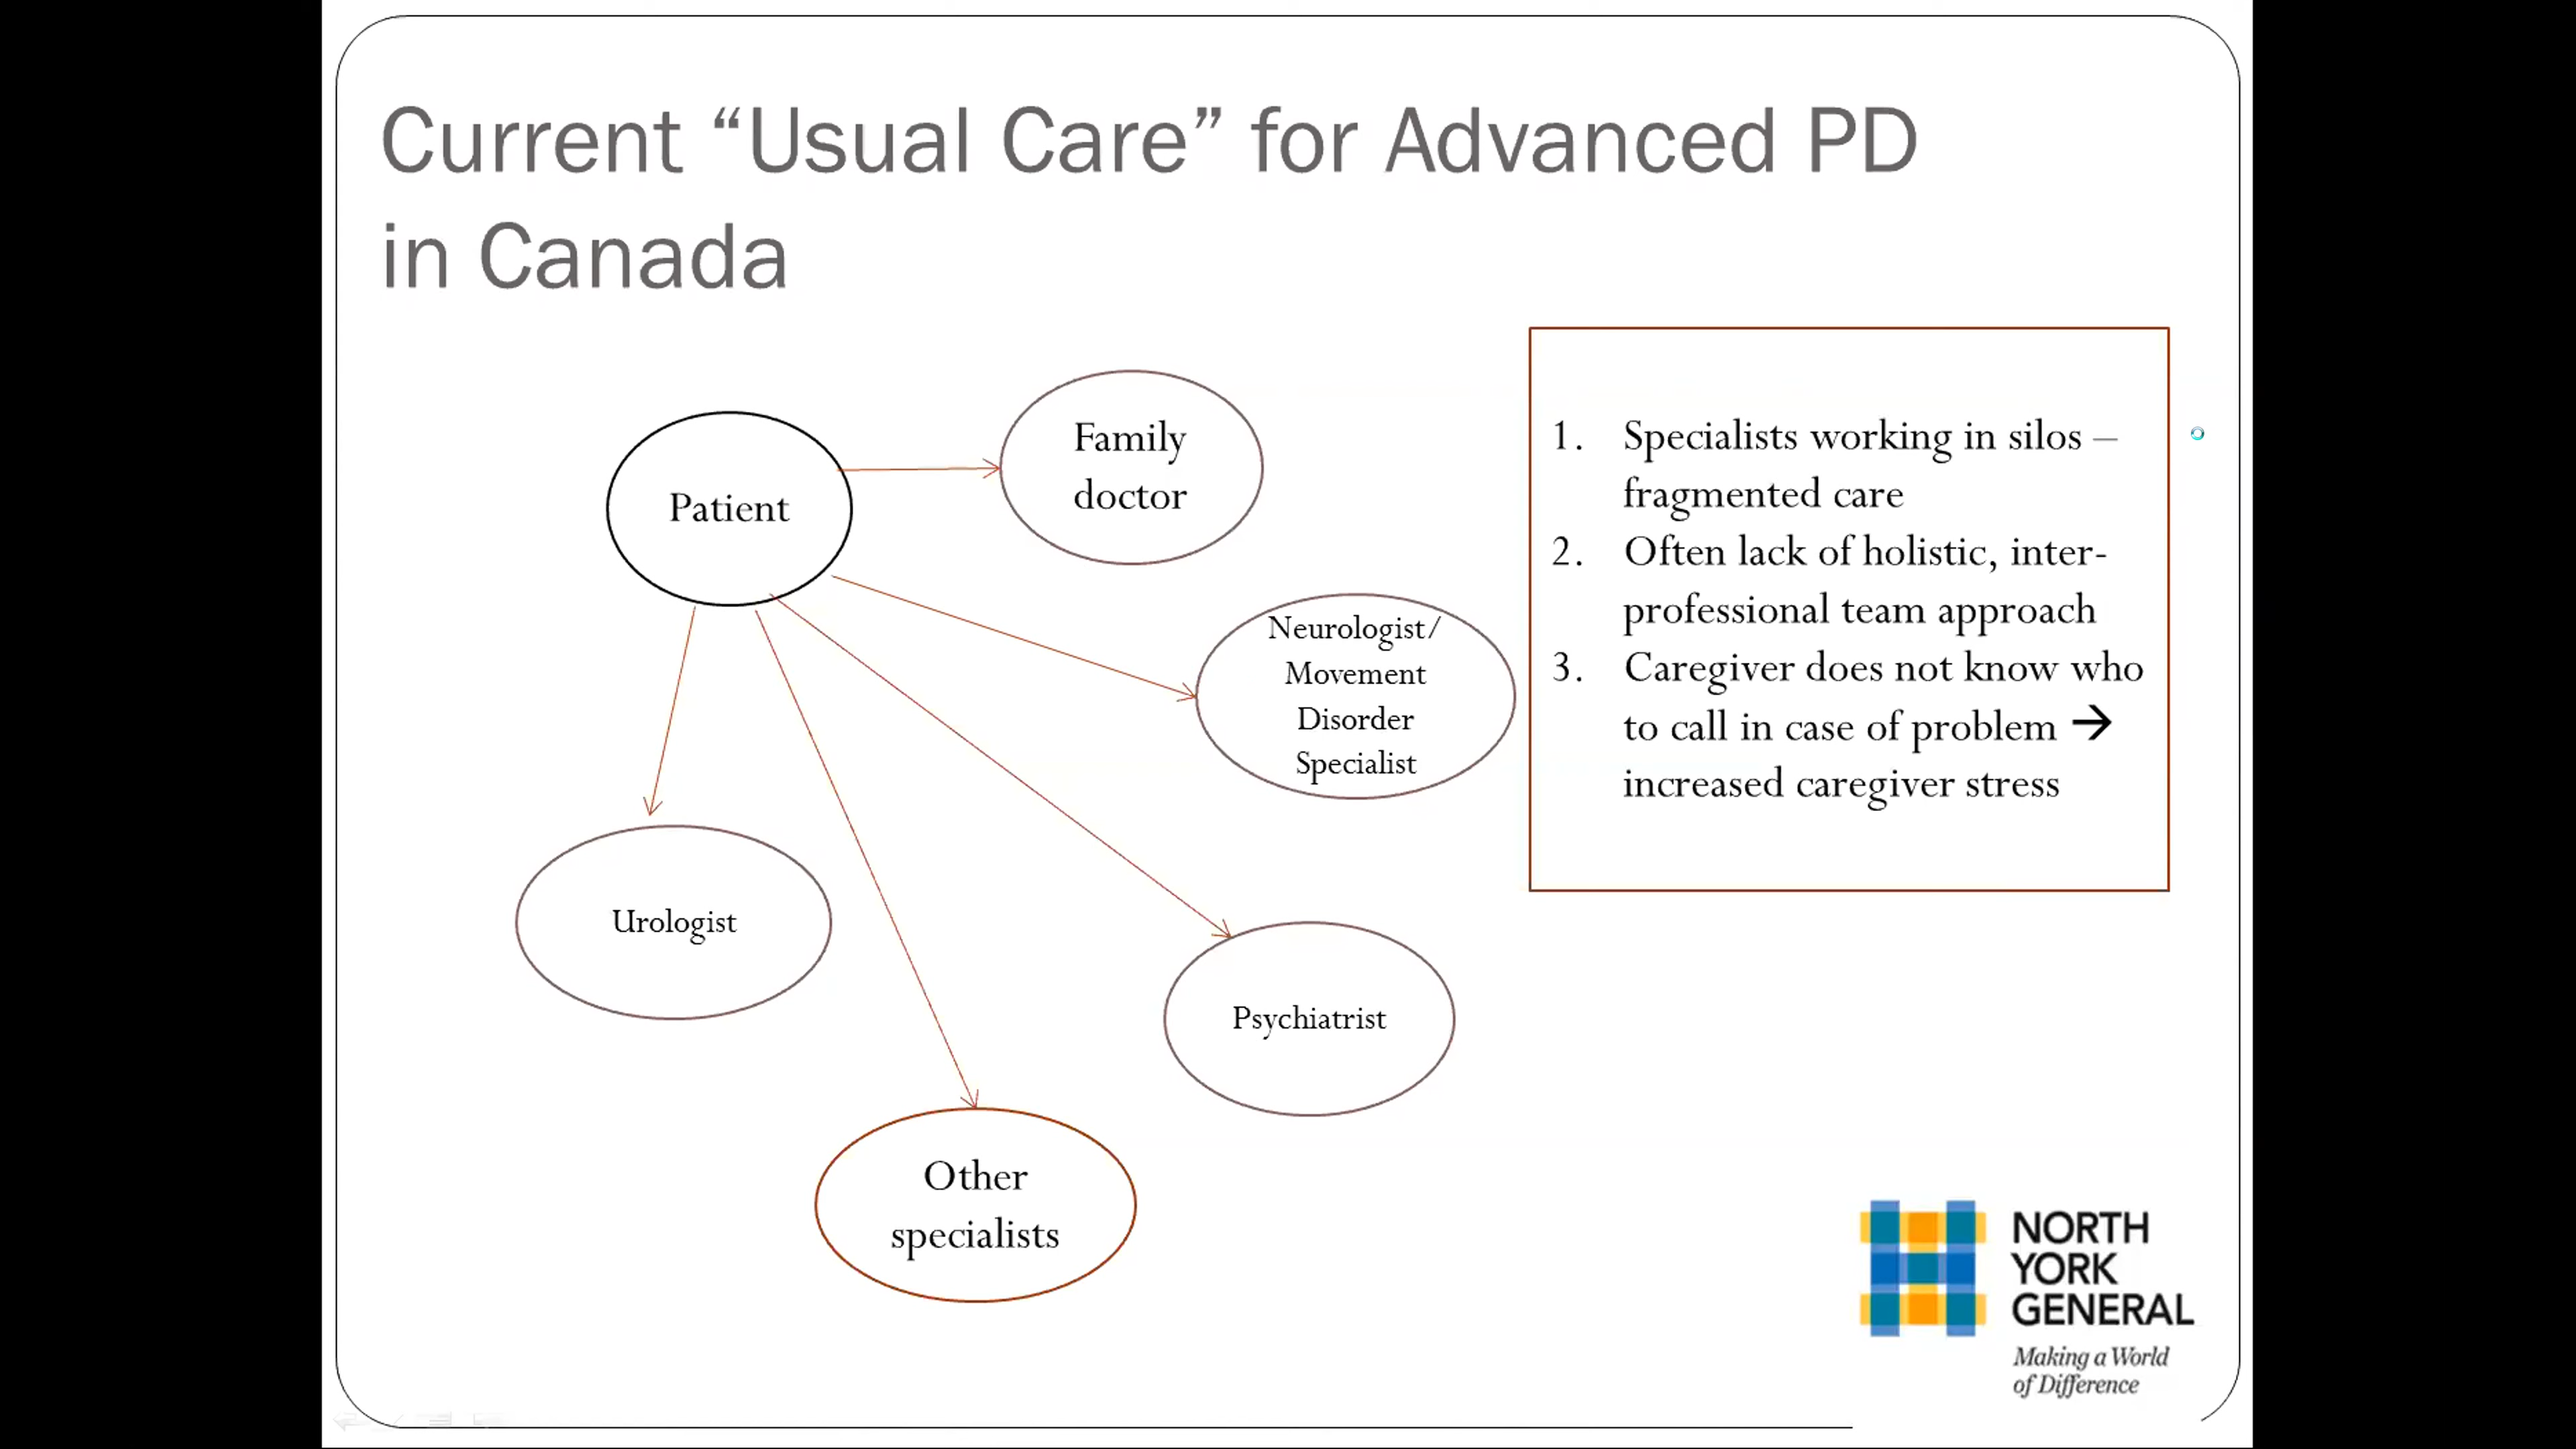 Current “Usual Care” for Advanced PD
in Canada
Patient
Family
doctor
Neurologist/
Movement
Disorder
Specialist
Urologist
Psychiatrist
Other
specialists
1. Specialists working in silos –
fragmented care
2. Often lack of holistic, inter-
professional team approach
3. Caregiver does not know who
to call in case of problem →
increased caregiver stress
NORTH
YORK
GENERAL
Making a World
of Difference